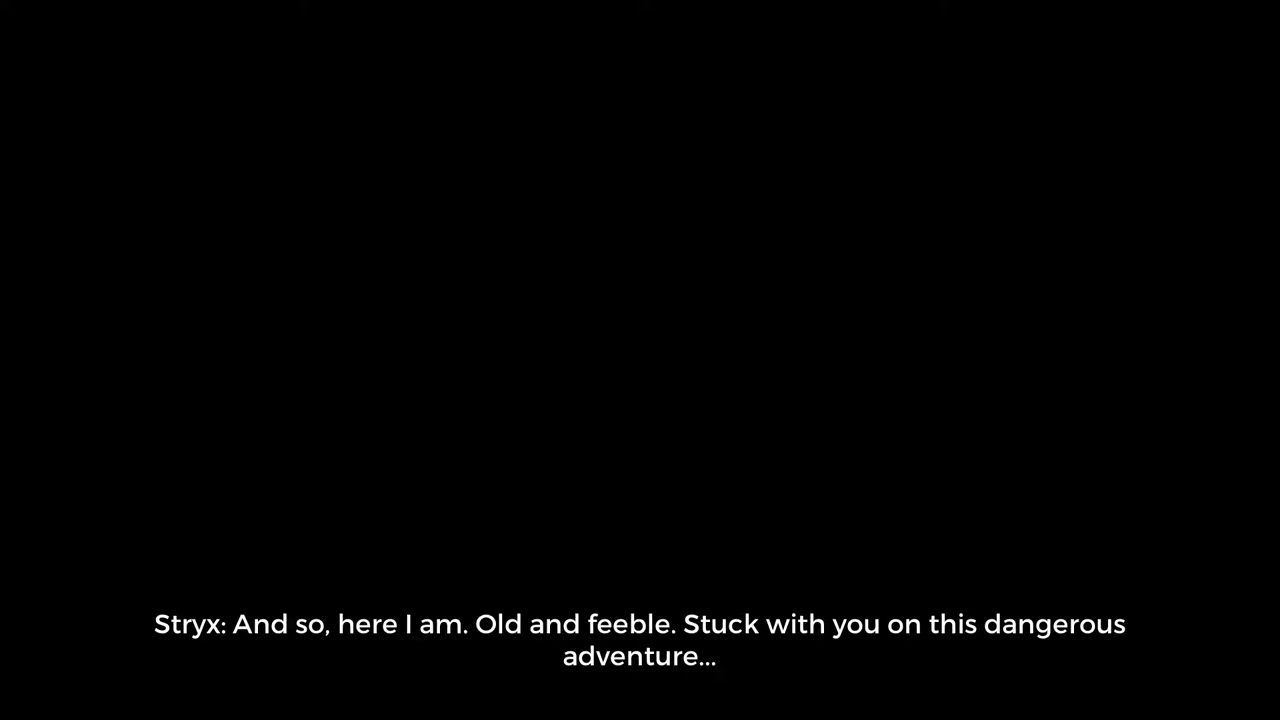 Stryx: And so, here I am. Old and feeble. Stuck with you on this dangerous
adventure...